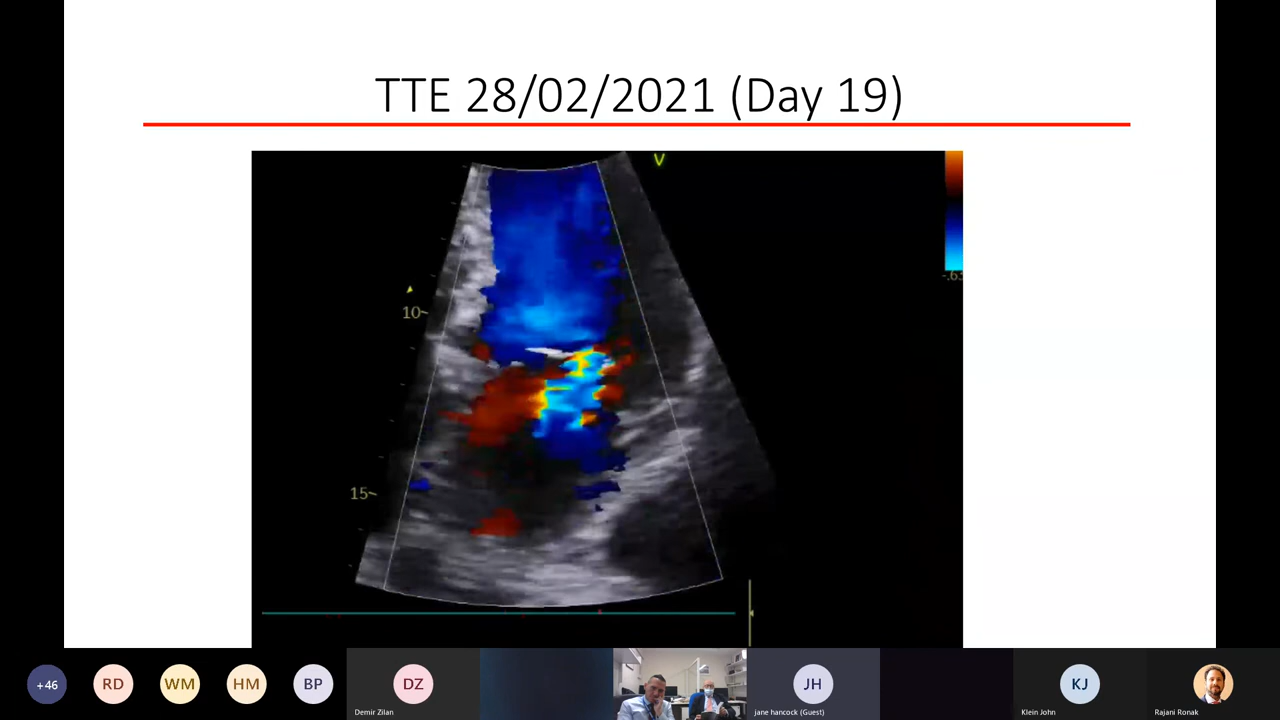 TTE 28/02/2021 (Day 19)
V
10
-.63
15
+46
RD
WM
HM
BP
DZ
JH
KJ
Demir Zilan
jane hancock (Guest)
Klein John
Rajani Ronak